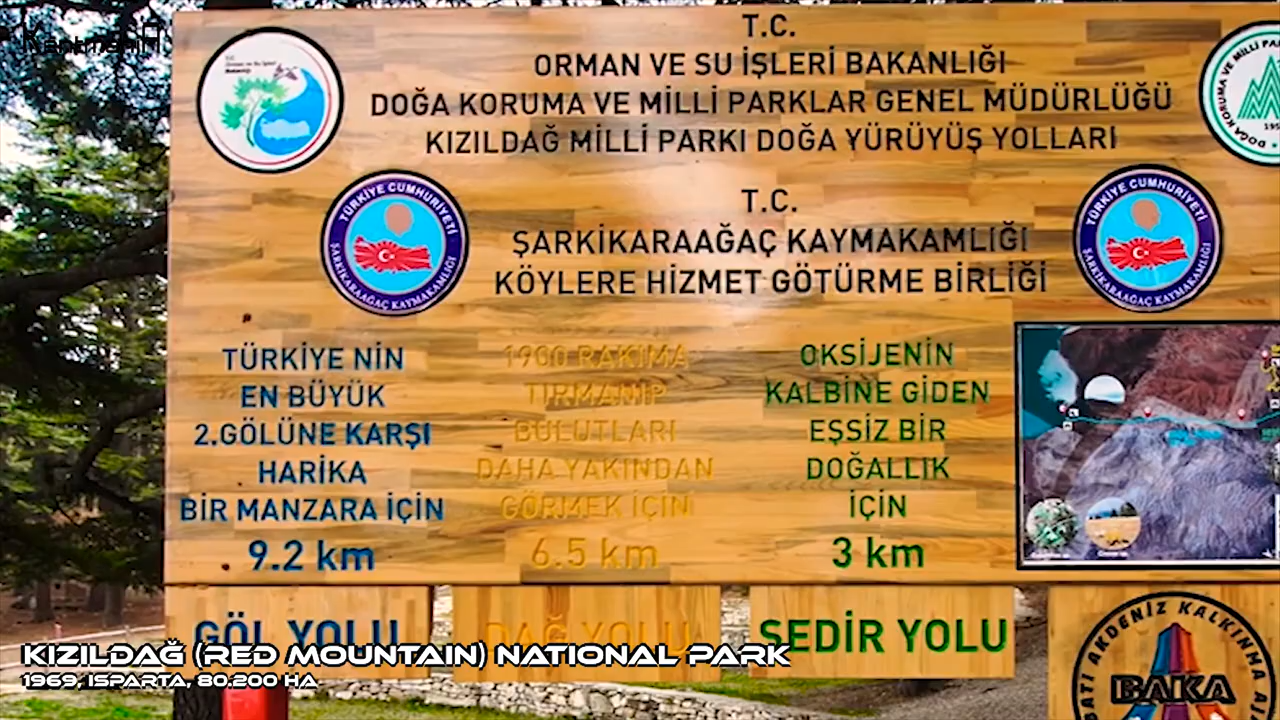 T.C.
ORMAN VE SU İŞLERİ BAKANLIĞI
DOĞA KORUMA VE MİLLİ PARKLAR GENEL MÜDÜRLÜĞÜ
KIZILDAĞ MİLLİ PARKI DOĞA YÜRÜYÜŞ YOLLARI
T.C.
ŞARKİKARAAĞAÇ KAYMAKAMLIĞI
KÖYLERE HİZMET GÖTÜRME BİRLİĞİ
TÜRKİYE CUMHURİYETİ
ŞARKİKARAAĞAÇ KAYMAKAMLIĞI
TÜRKİYE CUMHURİYETİ
ŞARKİKARAAĞAÇ KAYMAKAMLIĞI
TÜRKİYE NİN
EN BÜYÜK
2.GÖLÜNE KARŞI
HARİKA
BİR MANZARA İÇİN
9.2 km
GÖL YOLU
1900 RAKIMA
TIRMANIP
BULUTLARI
DAHA YAKINDAN
GÖRMEK İÇİN
6.5 km
DAĞ YOLU
OKSİJENİN
KALBİNE GİDEN
EŞSİZ BİR
DOĞALLIK
İÇİN
3 km
SEDİR YOLU
BATI AKDENİZ KALKINMA
BAKA
KIZILDAĞ (RED MOUNTAIN) NATIONAL PARK
1969, ISPARTA, 80.200 HA